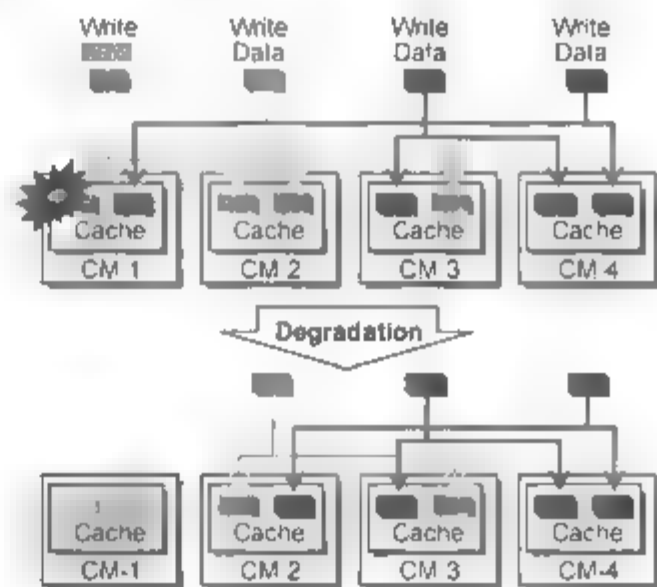 Write
Write
Write
Write
Data
Data
Data
Cache
Cache
Cache
Cache
CM 1
CM 2
CM 3
CM 4
Degradation
Cache
Cache
Cache
Cache
CM-1
CM 2
CM 3
CM-4